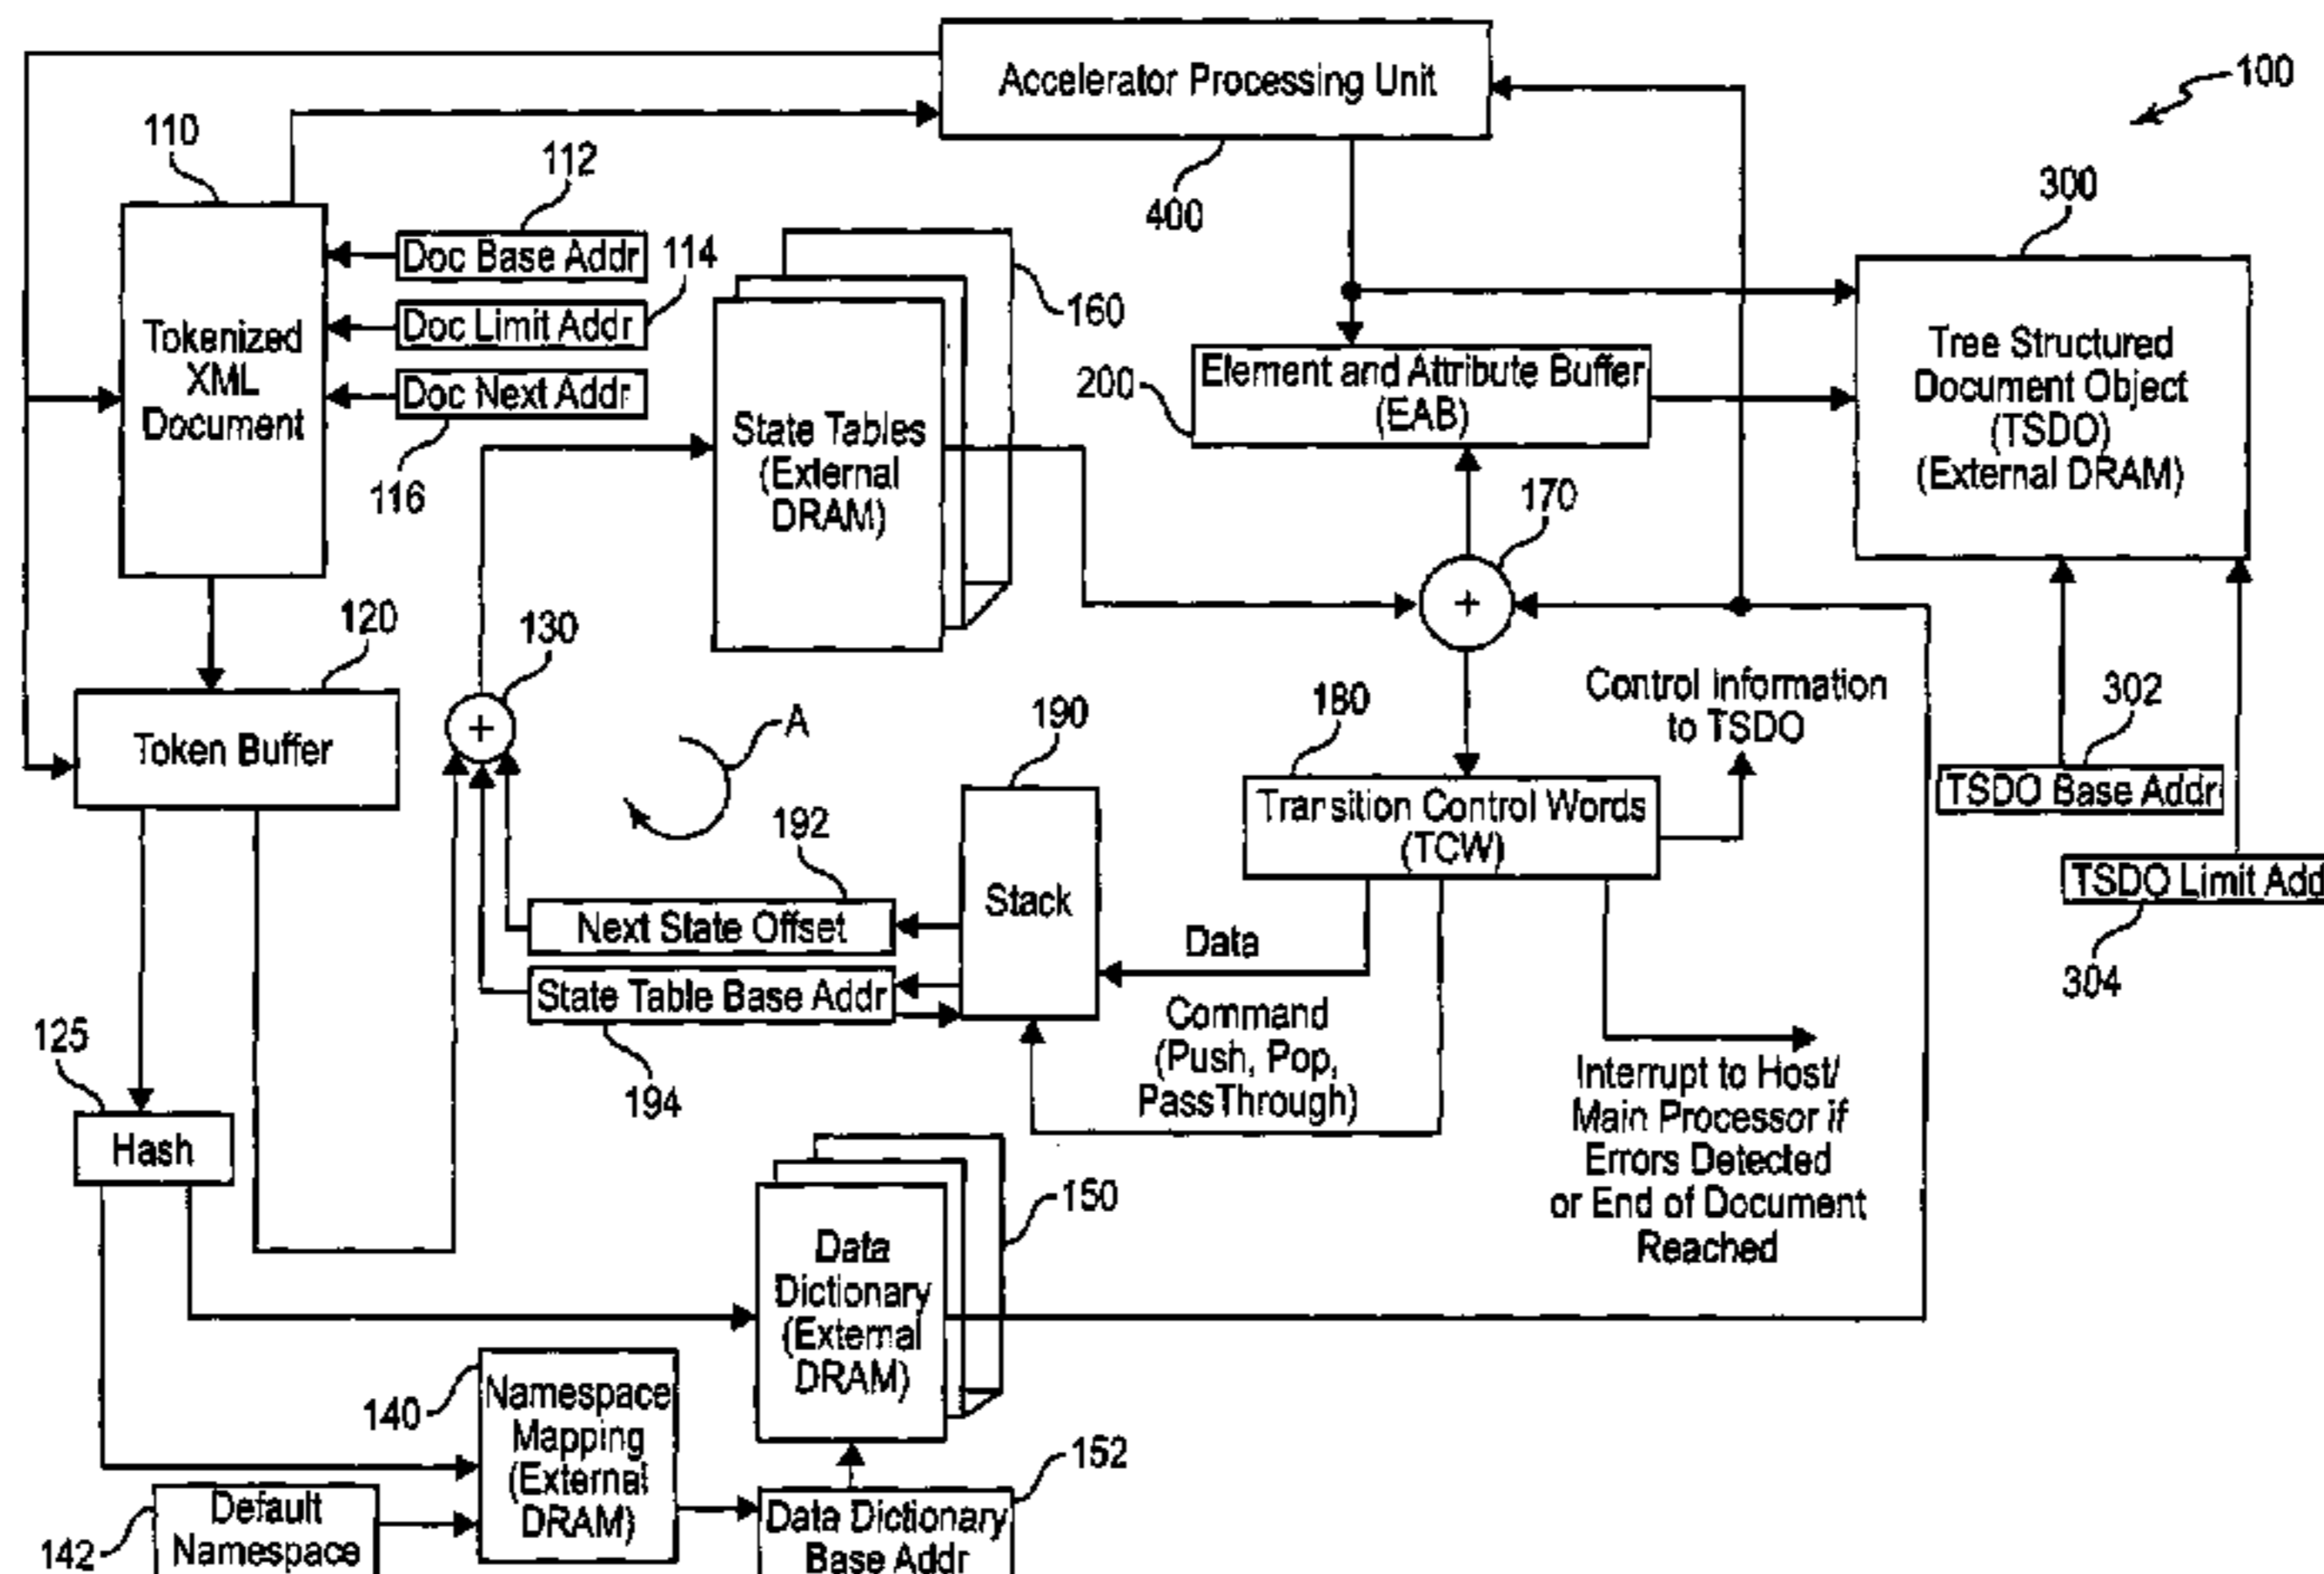 Accelerator Processing Unit
100
110
112
400
300
Doc Base Addr
114
160
Doc Limit Addr
Tokenized
XML
Document
Doc Next Addr
116
State Tables
(External
DRAM)
200
Element and Attribute Buffer
(EAB)
Tree Structured
Document Object
(TSDO)
(External DRAM)
170
+
120
130
+
Token Buffer
A
190
180
Control Information
to TSDO
302
TSDO Base Addr
Transition Control Words
(TCW)
192
Stack
TSDO Limit Add
304
Next State Offset
Data
State Table Base Addr
194
Command
(Push, Pop,
PassThrough)
Interrupt to Host/
Main Processor if
Errors Detected
or End of Document
Reached
125
Hash
150
Data
Dictionary
(External
DRAM)
140
Namespace
Mapping
(External
DRAM)
152
142
Default
Namespace
Data Dictionary
Base Addr